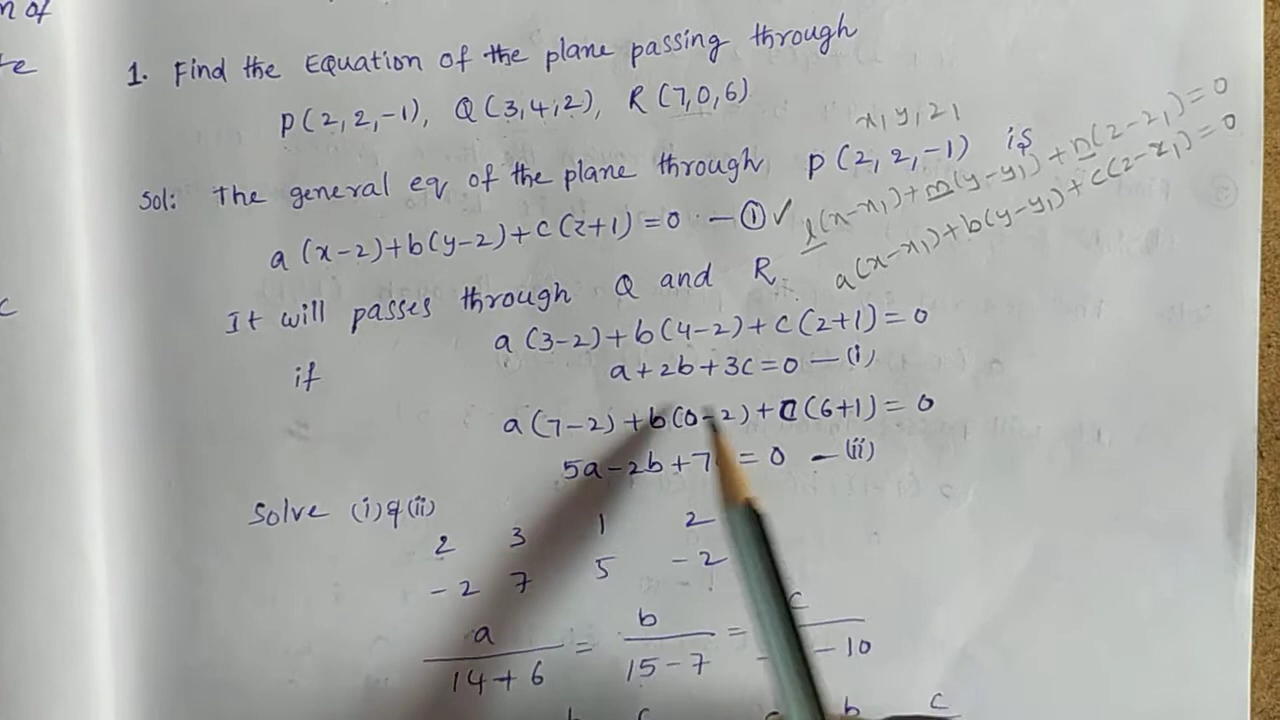 n of
te
c
1. Find the Equation of the plane passing through
P(2,2,-1), Q(3,4,2), R(7,0,6)
x₁ y₁ z₁
Sol: The general eq of the plane through P(2,2,-1) is
a(x-2)+b(y-2)+c(z+1)=0 -① ✓
l(x-x₁)+m(y-y₁)+n(z-z₁)=0
a(x-x₁)+b(y-y₁)+c(z-z₁)=0
It will passes through Q and R
if a(3-2)+b(4-2)+c(2+1)=0
a+2b+3c=0 -(i)
a(7-2)+b(0-2)+c(6+1)=0
5a-2b+7 =0 -(ii)
Solve (i)&(ii)
2 3 1 2
-2 7 5 -2
a/14+6 = b/15-7 = c/- -10
b c b c